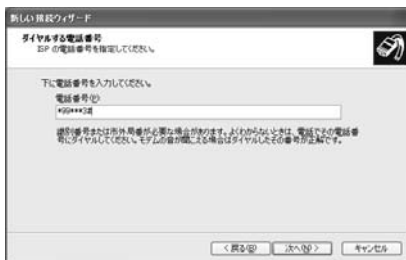 新しい接続ウィザード
ダイヤルする電話番号
ISP の電話番号を指定してください。
下に電話番号を入力してください。
電話番号(P)
*99***3#
識別番号または市外局番が必要な場合があります。よくわからないときは、電話でその電話番
号にダイヤルしてください。モデムの音が聞こえる場合はダイヤルしたその番号が正解です。
< 戻る(B)
次へ(N) >
キャンセル